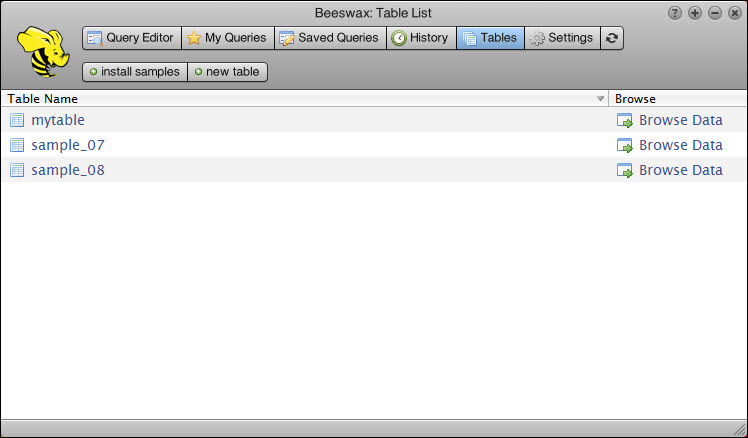 Beeswax: Table List
Query Editor My Queries Saved Queries History Tables Settings
install samples new table
Table Name Browse
mytable Browse Data
sample_07 Browse Data
sample_08 Browse Data